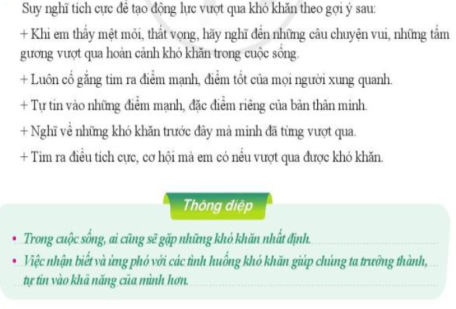 Suy nghĩ tích cực để tạo động lực vượt qua khó khăn theo gợi ý sau:
+ Khi em thấy mệt mỏi, thất vọng, hãy nghĩ đến những câu chuyện vui, những tấm
gương vượt qua hoàn cảnh khó khăn trong cuộc sống.
+ Luôn cố gắng tìm ra điểm mạnh, điểm tốt của mọi người xung quanh.
+ Tự tin vào những điểm mạnh, đặc điểm riêng của bản thân mình.
+ Nghĩ về những khó khăn trước đây mà mình đã từng vượt qua.
+ Tìm ra điều tích cực, cơ hội mà em có nếu vượt qua được khó khăn.
Thông điệp
• Trong cuộc sống, ai cũng sẽ gặp những khó khăn nhất định.
• Việc nhận biết và ứng phó với các tình huống khó khăn giúp chúng ta trưởng thành,
tự tin vào khả năng của mình hơn.